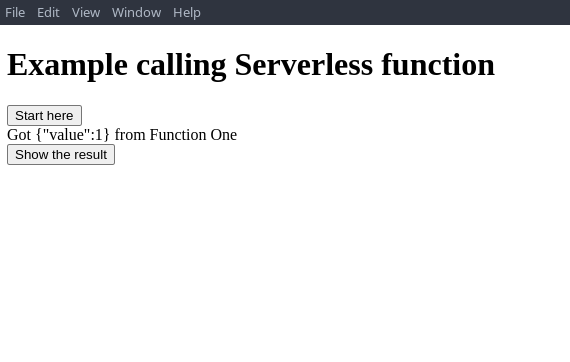 File Edit View Window Help
Example calling Serverless function
Start here
Got {"value":1} from Function One
Show the result